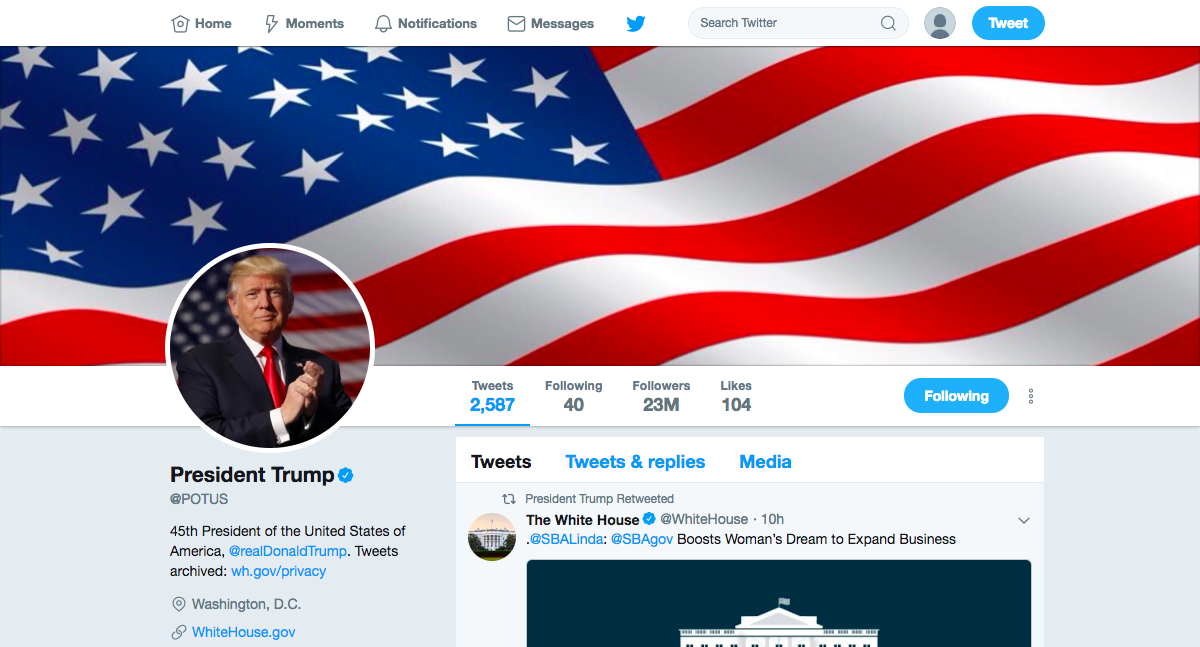 Home
Moments
Notifications
Messages
Search Twitter
Tweet
Tweets
Following
Followers
Likes
2,587
40
23M
104
Following
President Trump
@POTUS
45th President of the United States of
America, @realDonaldTrump. Tweets
archived: wh.gov/privacy
Washington, D.C.
WhiteHouse.gov
Tweets
Tweets & replies
Media
President Trump Retweeted
The White House @WhiteHouse · 10h
.@SBALinda: @SBAgov Boosts Woman’s Dream to Expand Business